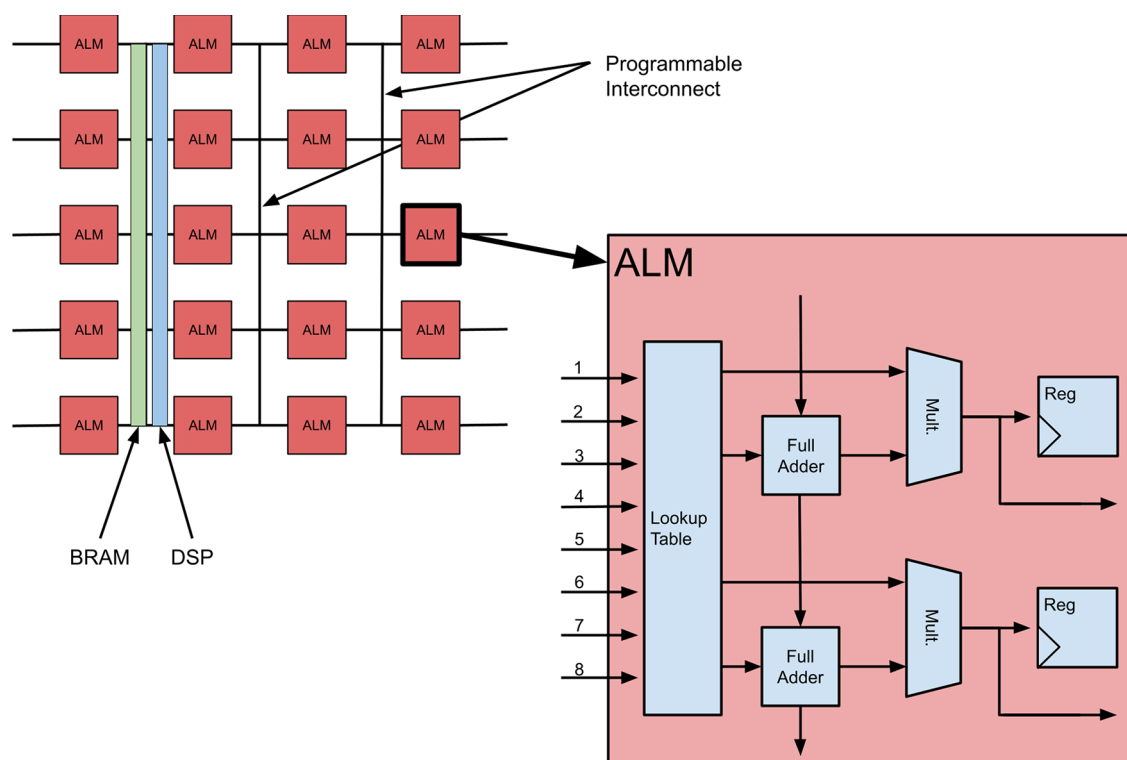 ALM ALM ALM ALM
Programmable
Interconnect
ALM ALM ALM ALM
ALM ALM ALM ALM
ALM ALM ALM ALM
ALM ALM ALM ALM
BRAM DSP
ALM
1
2
3
4
5
6
7
8
Lookup
Table
Full
Adder
Mult.
Reg
Full
Adder
Mult.
Reg